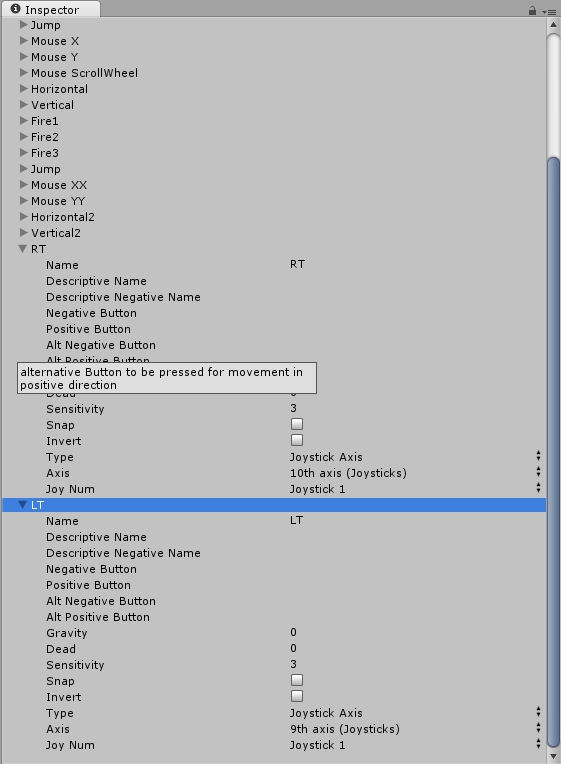 Inspector
Jump
Mouse X
Mouse Y
Mouse ScrollWheel
Horizontal
Vertical
Fire1
Fire2
Fire3
Jump
Mouse XX
Mouse YY
Horizontal2
Vertical2
RT
Name RT
Descriptive Name
Descriptive Negative Name
Negative Button
Positive Button
Alt Negative Button
Alt Positive Button
alternative Button to be pressed for movement in
positive direction
Dead 0
Sensitivity 3
Snap
Invert
Type Joystick Axis
Axis 10th axis (Joysticks)
Joy Num Joystick 1
LT
Name LT
Descriptive Name
Descriptive Negative Name
Negative Button
Positive Button
Alt Negative Button
Alt Positive Button
Gravity 0
Dead 0
Sensitivity 3
Snap
Invert
Type Joystick Axis
Axis 9th axis (Joysticks)
Joy Num Joystick 1